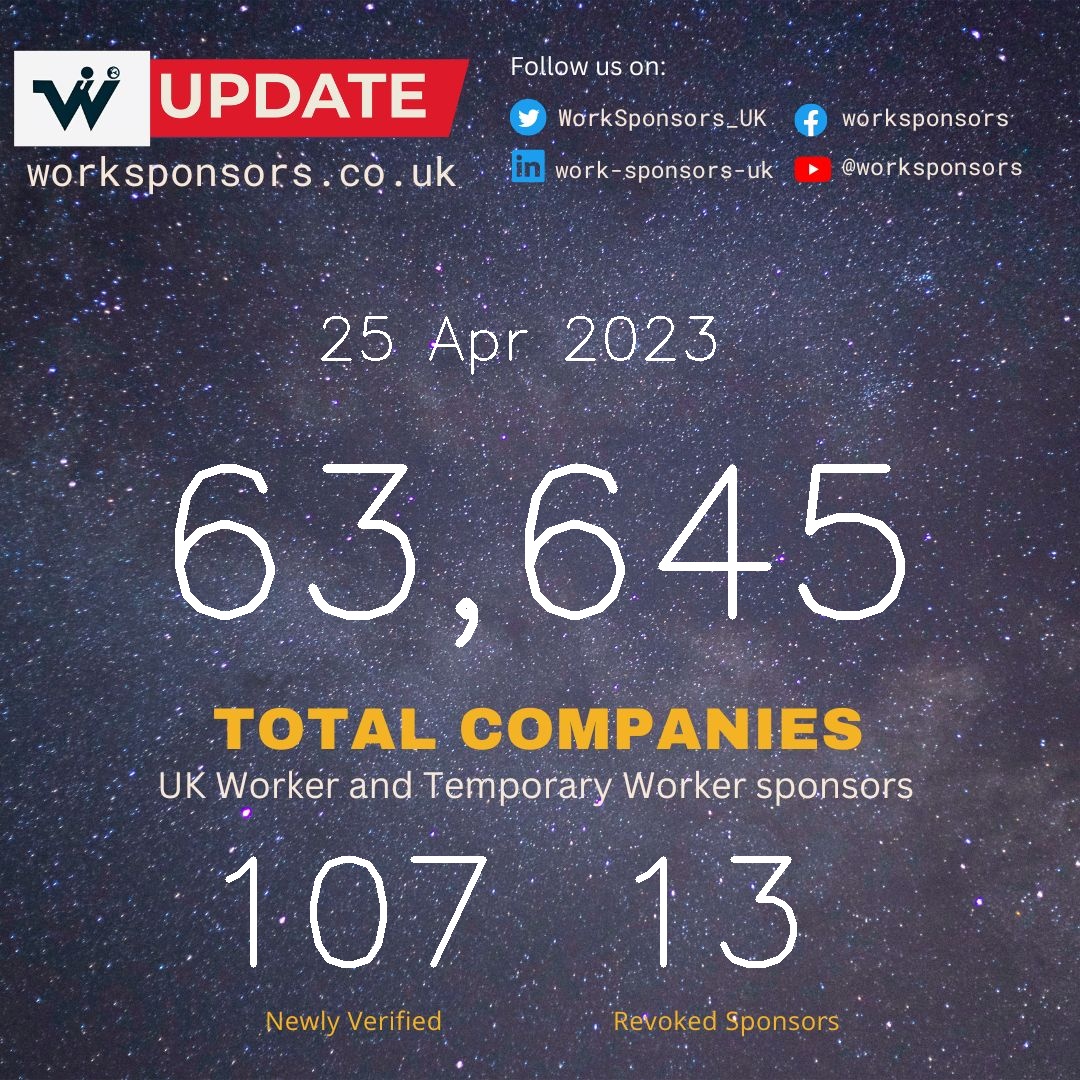 UPDATE
worksponsors.co.uk
Follow us on:
WorkSponsors_UK
worksponsors
work-sponsors-uk
@worksponsors
25 Apr 2023
63,645
TOTAL COMPANIES
UK Worker and Temporary Worker sponsors
107 13
Newly Verified Revoked Sponsors